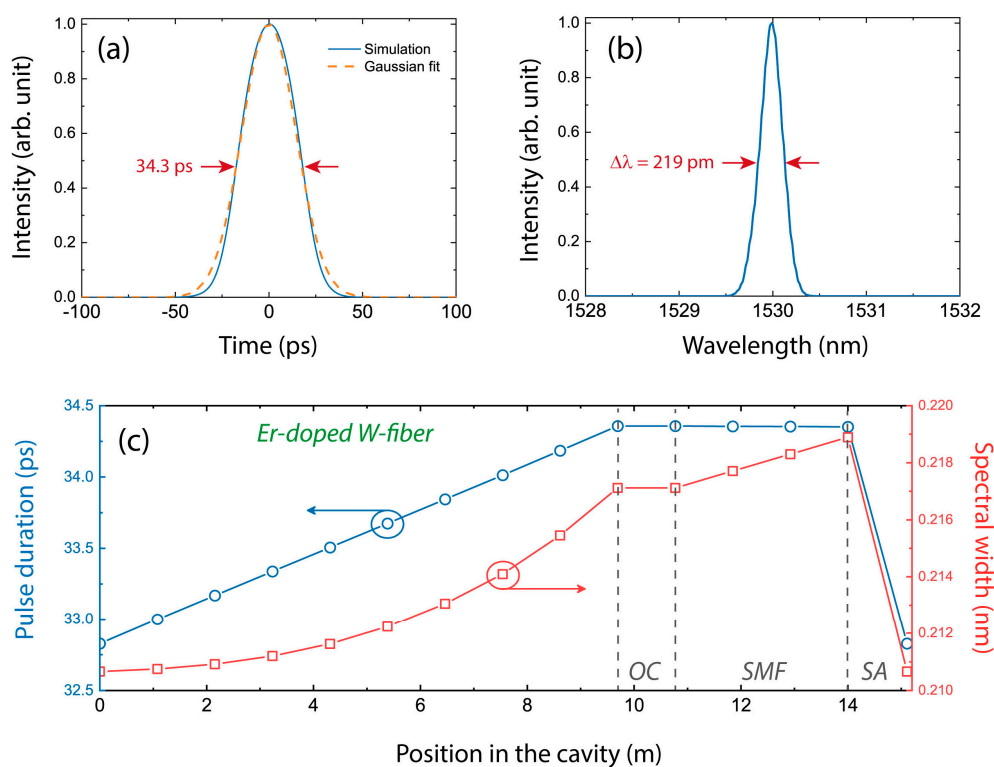 (a)
Simulation
Gaussian fit
34.3 ps
Intensity (arb. unit)
1.0
0.8
0.6
0.4
0.2
0.0
-100
-50
0
50
100
Time (ps)
(b)
Δλ = 219 pm
Intensity (arb. unit)
1.0
0.8
0.6
0.4
0.2
0.0
1528
1529
1530
1531
1532
Wavelength (nm)
(c)
Er-doped W-fiber
Pulse duration (ps)
34.5
34.0
33.5
33.0
32.5
Spectral width (nm)
0.220
0.218
0.216
0.214
0.212
0.210
OC
SMF
SA
0
2
4
6
8
10
12
14
Position in the cavity (m)